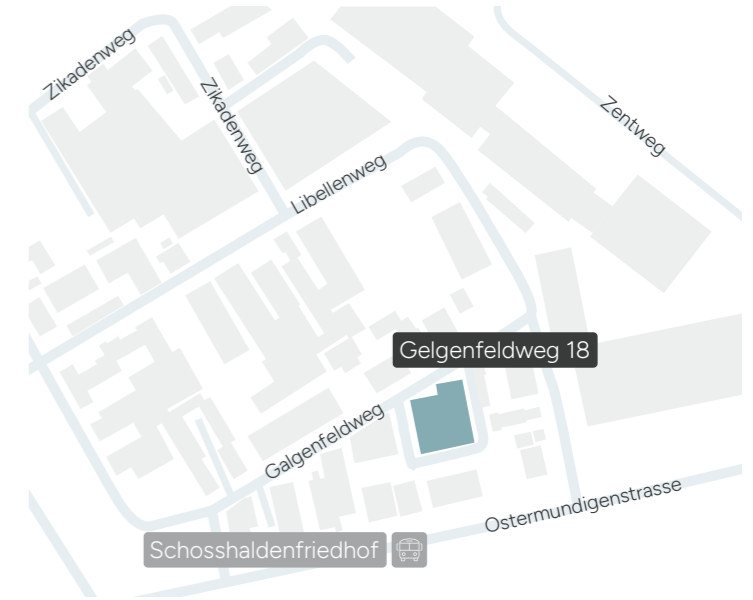 Zikadenweg
Zikadenweg
Zentweg
Libellenweg
Gelgenfeldweg 18
Galgenfeldweg
Ostermundigenstrasse
Schosshaldenfriedhof